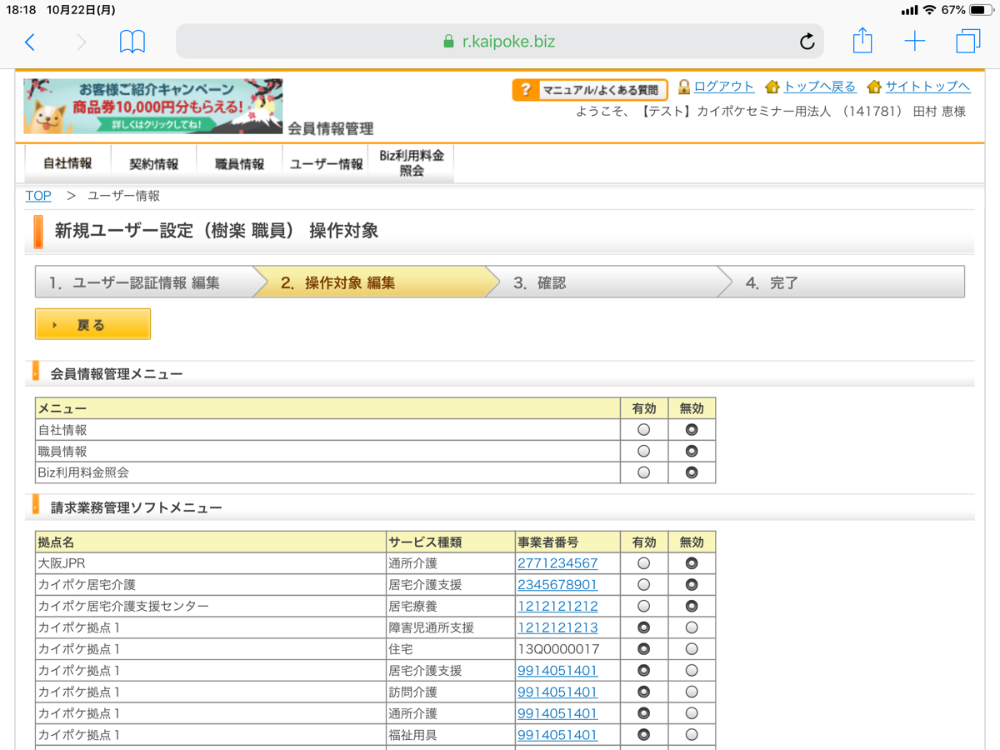 18:18 10月22日(月)
67%
r.kaipoke.biz
お客様ご紹介キャンペーン
商品券10,000円分もらえる!
詳しくはクリックしてね!
会員情報管理
? マニュアル/よくある質問 ログアウト トップへ戻る サイトトップへ
ようこそ、【テスト】カイポケセミナー用法人 (141781) 田村 恵様
自社情報 契約情報 職員情報 ユーザー情報 Biz利用料金
照会
TOP > ユーザー情報
新規ユーザー設定（樹楽 職員） 操作対象
1. ユーザー認証情報 編集 2. 操作対象 編集 3. 確認 4. 完了
戻る
会員情報管理メニュー
メニュー 有効 無効
自社情報
職員情報
Biz利用料金照会
請求業務管理ソフトメニュー
拠点名 サービス種類 事業者番号 有効 無効
大阪JPR 通所介護 2771234567
カイポケ居宅介護 居宅介護支援 2345678901
カイポケ居宅介護支援センター 居宅療養 1212121212
カイポケ拠点1 障害児通所支援 1212121213
カイポケ拠点1 住宅 13Q0000017
カイポケ拠点1 居宅介護支援 9914051401
カイポケ拠点1 訪問介護 9914051401
カイポケ拠点1 通所介護 9914051401
カイポケ拠点1 福祉用具 9914051401